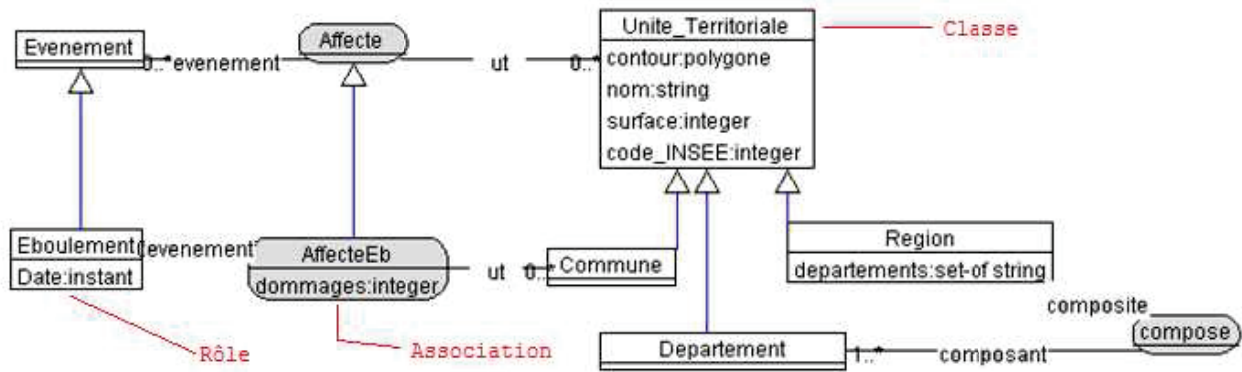 Evenement
0..* evenement
Affecte
ut
0..*
Unite_Territoriale
contour:polygone
nom:string
surface:integer
code_INSEE:integer
Classe
Eboulement
Date:instant
evenement
AffecteEb
dommages:integer
ut
0..*
Commune
Region
departements:set-of string
composite
compose
Departement
1..*
composant
Rôle
Association